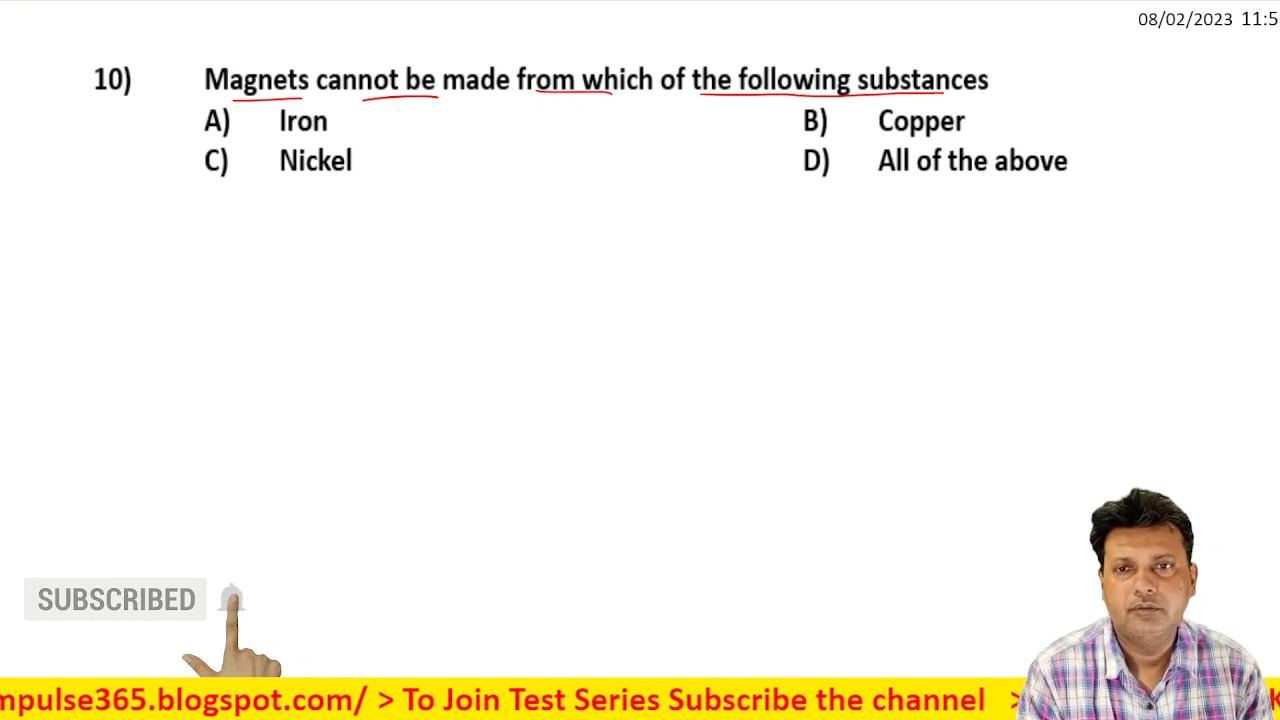 08/02/2023 11:5
10) Magnets cannot be made from which of the following substances
A) Iron B) Copper
C) Nickel D) All of the above
SUBSCRIBED
mpulse365.blogspot.com/ > To Join Test Series Subscribe the channel >